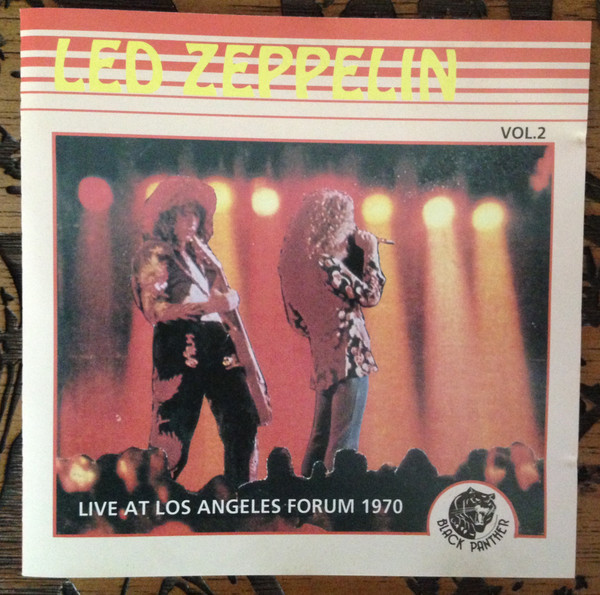 LED ZEPPELIN
VOL.2
LIVE AT LOS ANGELES FORUM 1970
BLACK PANTHER